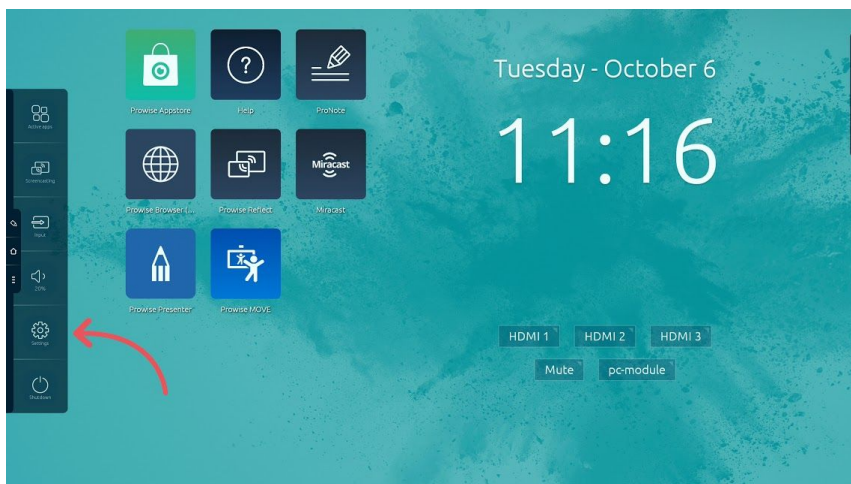 Active apps
Screencasting
Input
20%
Settings
Shutdown
Prowise Appstore
Help
ProNote
Prowise Browser (...
Prowise Reflect
Miracast
Miracast
Prowise Presenter
Prowise MOVE
Tuesday - October 6
11:16
HDMI 1
HDMI 2
HDMI 3
Mute
pc-module